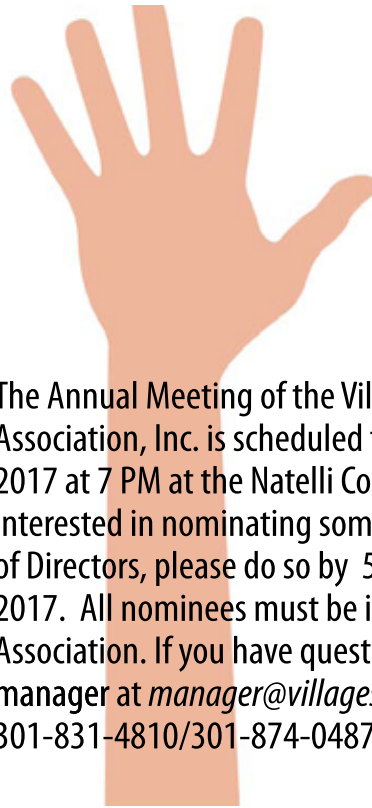 The Annual Meeting of the Vil
Association, Inc. is scheduled
2017 at 7 PM at the Natelli Co
interested in nominating som
of Directors, please do so by 5
2017. All nominees must be i
Association. If you have quest
manager at manager@villages
301-831-4810/301-874-0487